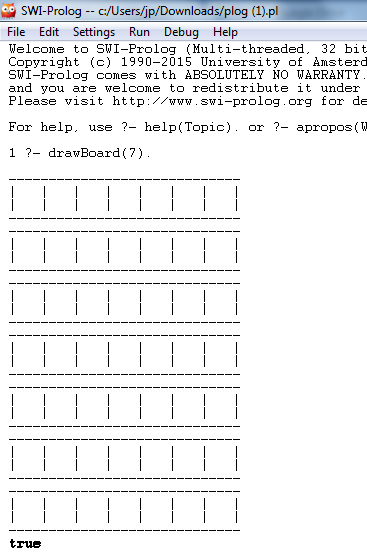 SWI-Prolog -- c:/Users/jp/Downloads/plog (1).pl
File Edit Settings Run Debug Help
Welcome to SWI-Prolog (Multi-threaded, 32 bit
Copyright (c) 1990-2015 University of Amsterd
SWI-Prolog comes with ABSOLUTELY NO WARRANTY.
and you are welcome to redistribute it under
Please visit http://www.swi-prolog.org for de
For help, use ?- help(Topic). or ?- apropos(W
1 ?- drawBoard(7).
true